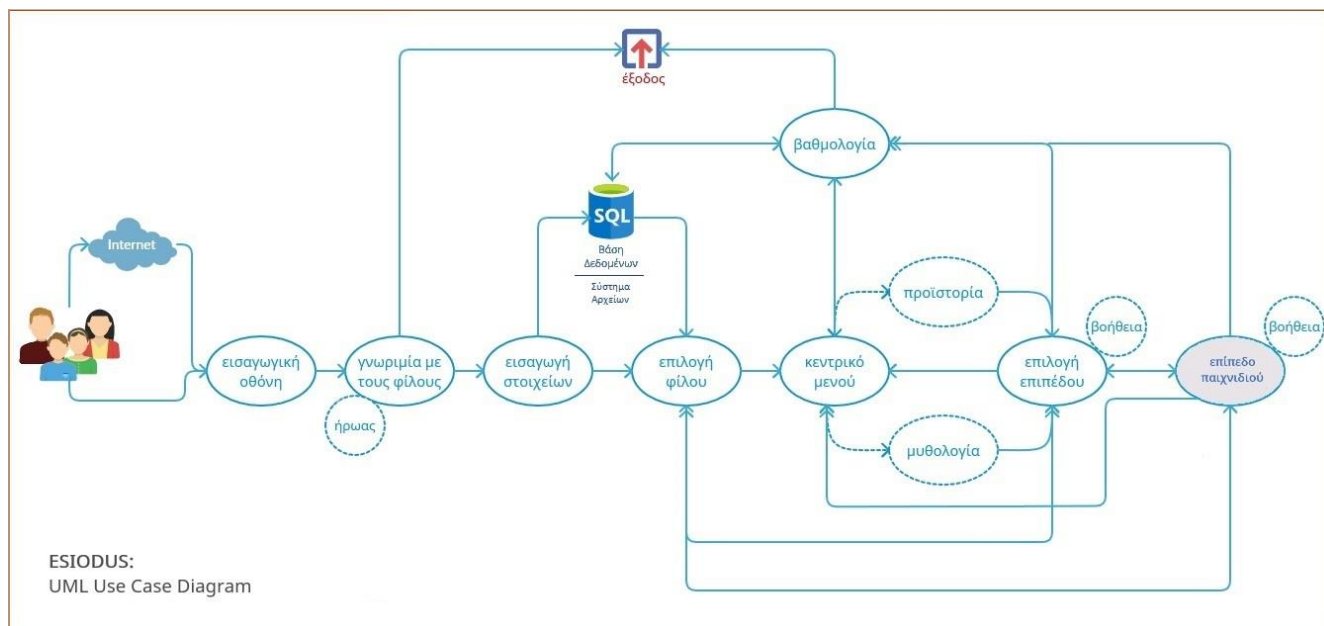 έξοδος
βαθμολογία
SQL
Βάση
Δεδομένων
Σύστημα
Αρχείων
Internet
προϊστορία
βοήθεια
βοήθεια
εισαγωγική
οθόνη
γνωριμία με
τους φίλους
εισαγωγή
στοιχείων
επιλογή
φίλου
κεντρικό
μενού
επιλογή
επιπέδου
επίπεδο
παιχνιδιού
ήρωας
μυθολογία
ESIODUS:
UML Use Case Diagram